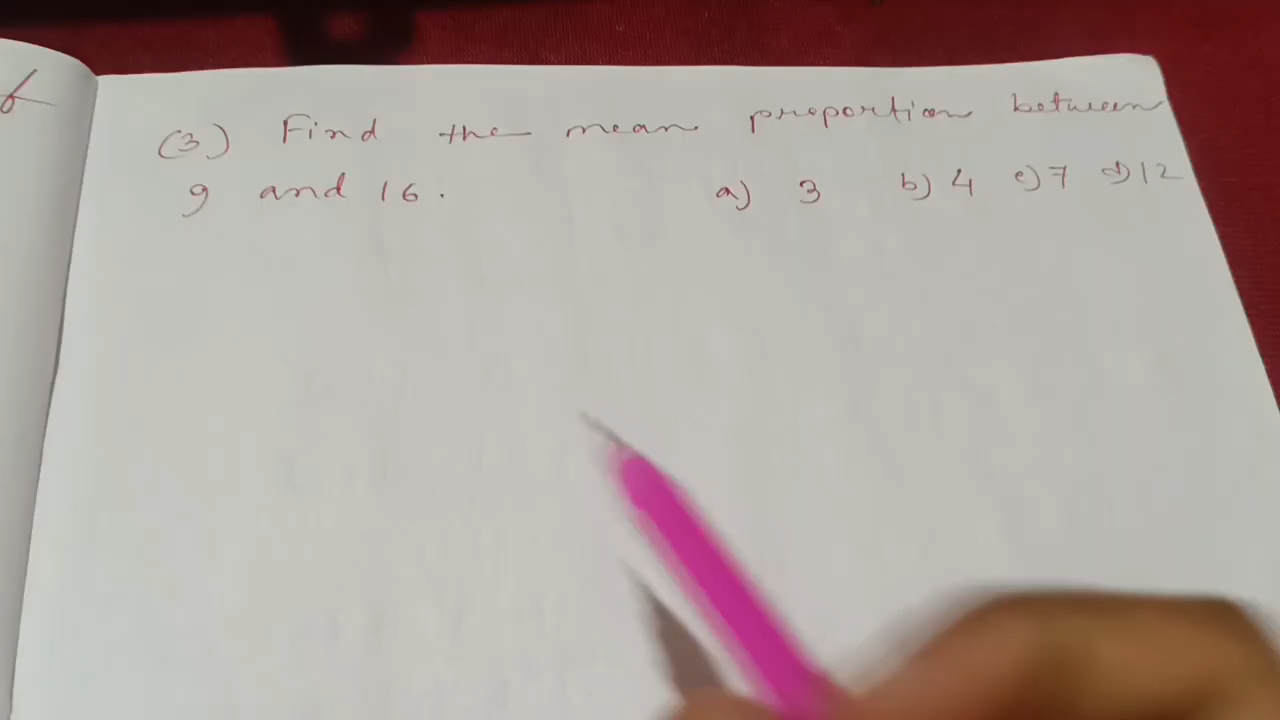 (3) Find the mean proportion between
9 and 16. a) 3 b) 4 c) 7 d) 12